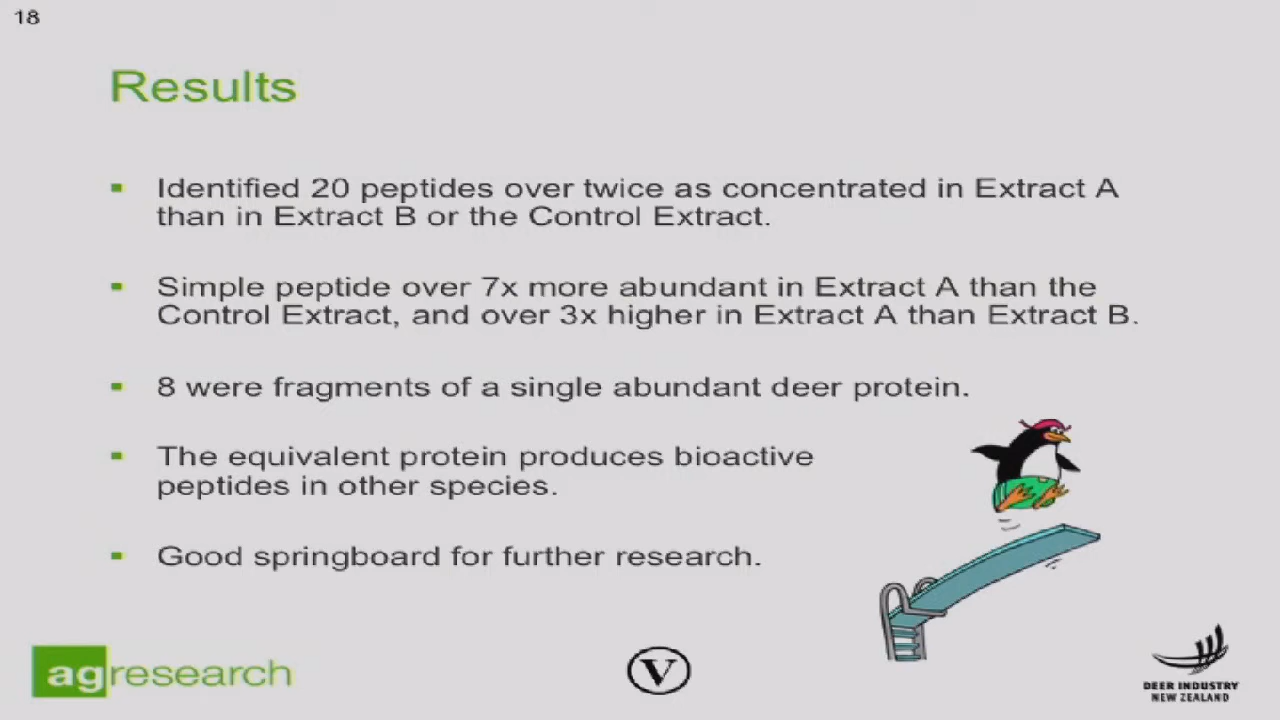 18
Results
Identified 20 peptides over twice as concentrated in Extract A
than in Extract B or the Control Extract.
Simple peptide over 7x more abundant in Extract A than the
Control Extract, and over 3x higher in Extract A than Extract B.
8 were fragments of a single abundant deer protein.
The equivalent protein produces bioactive
peptides in other species.
Good springboard for further research.
agresearch
V
DEER INDUSTRY
NEW ZEALAND